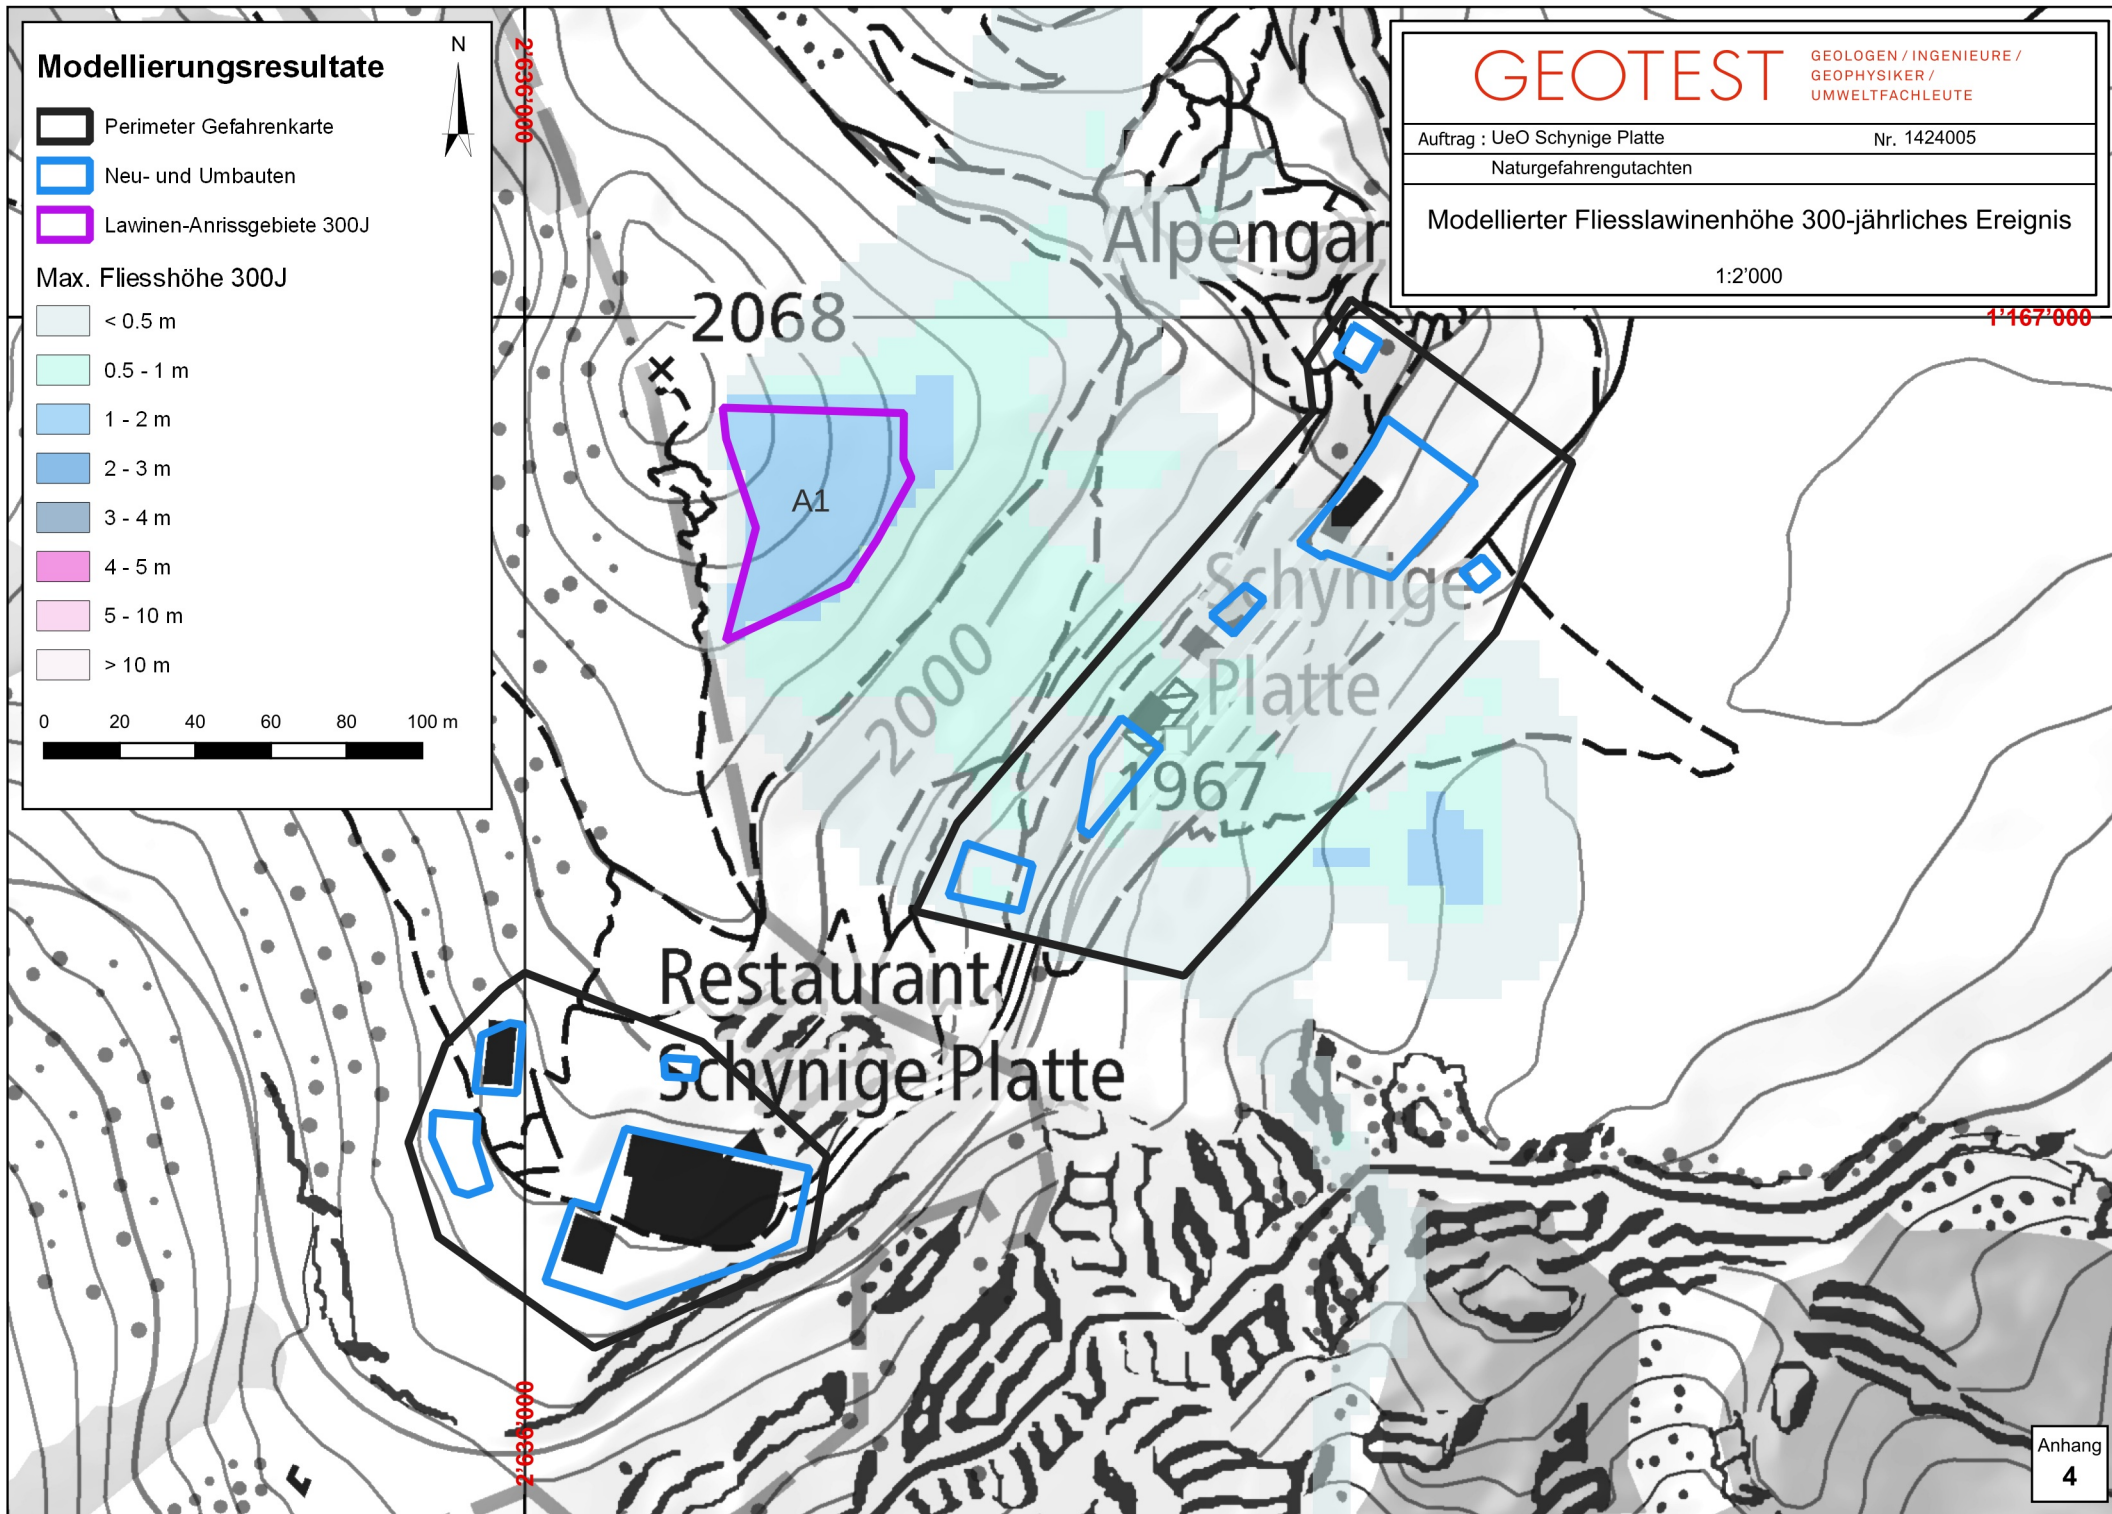 Modellierungsresultate
N
Perimeter Gefahrenkarte
Neu- und Umbauten
Lawinen-Anrissgebiete 300J
Max. Fliesshöhe 300J
< 0.5 m
0.5 - 1 m
1 - 2 m
2 - 3 m
3 - 4 m
4 - 5 m
5 - 10 m
> 10 m
0 20 40 60 80 100 m
2'636'000
GEOTEST
GEOLOGEN / INGENIEURE /
GEOPHYSIKER /
UMWELTFACHLEUTE
Auftrag : UeO Schynige Platte Nr. 1424005
Naturgefahrengutachten
Modellierter Fliesslawinenhöhe 300-jährliches Ereignis
1:2'000
1'167'000
Alpengar
2068
A1
2000
Schynige
Platte
1967
Restaurant
Schynige Platte
2'636'000
Anhang
4